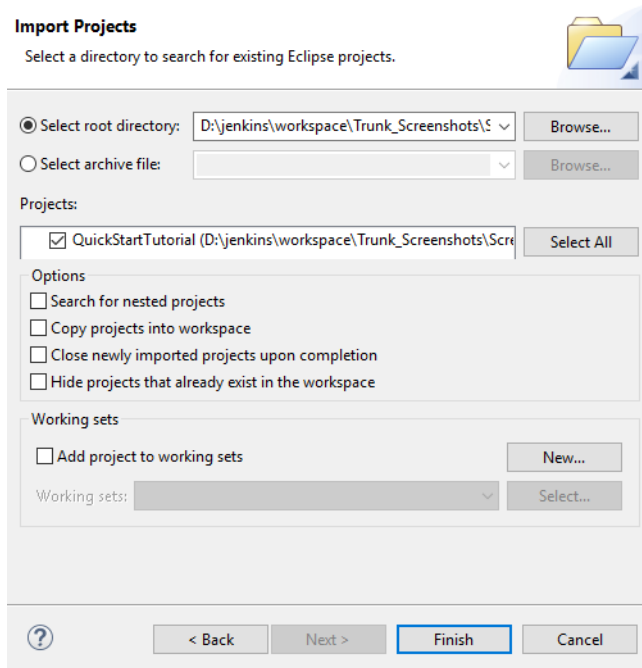 Import Projects
Select a directory to search for existing Eclipse projects.
Select root directory: D:\jenkins\workspace\Trunk_Screenshots\S Browse...
Select archive file: Browse...
Projects:
QuickStartTutorial (D:\jenkins\workspace\Trunk_Screenshots\Scre Select All
Options
Search for nested projects
Copy projects into workspace
Close newly imported projects upon completion
Hide projects that already exist in the workspace
Working sets
Add project to working sets New...
Working sets: Select...
? < Back Next > Finish Cancel